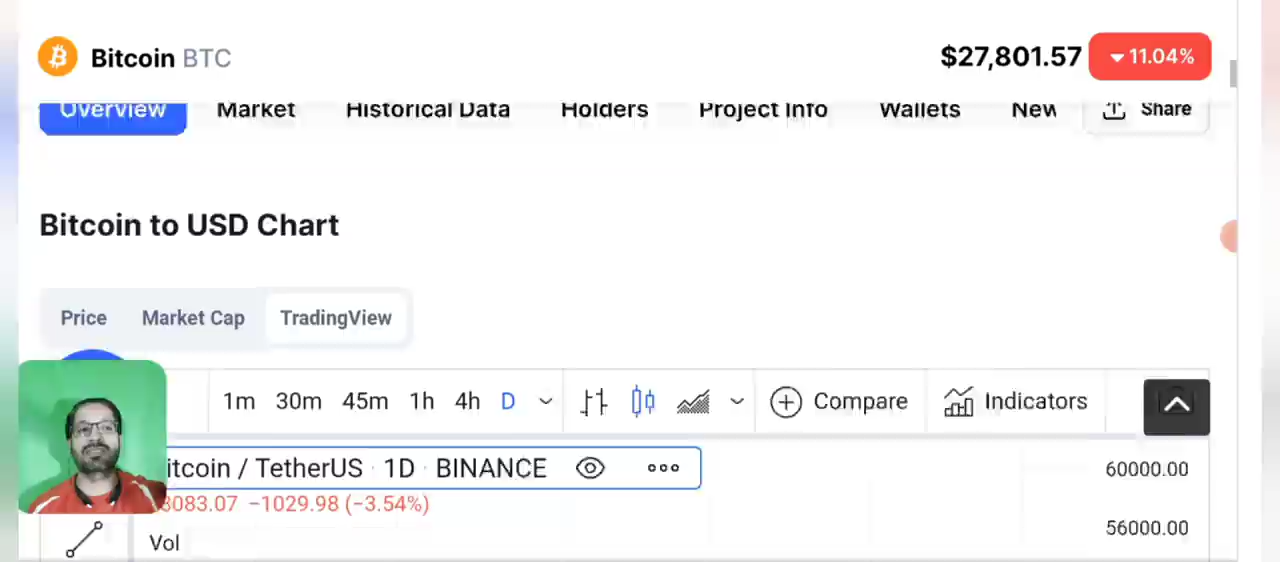 Bitcoin BTC $27,801.57 11.04%
Overview Market Historical Data Holders Project Info Wallets New Share
Bitcoin to USD Chart
Price Market Cap TradingView
1m 30m 45m 1h 4h D Compare Indicators
itcoin / TetherUS · 1D · BINANCE 60000.00
8083.07 −1029.98 (−3.54%)
56000.00
Vol